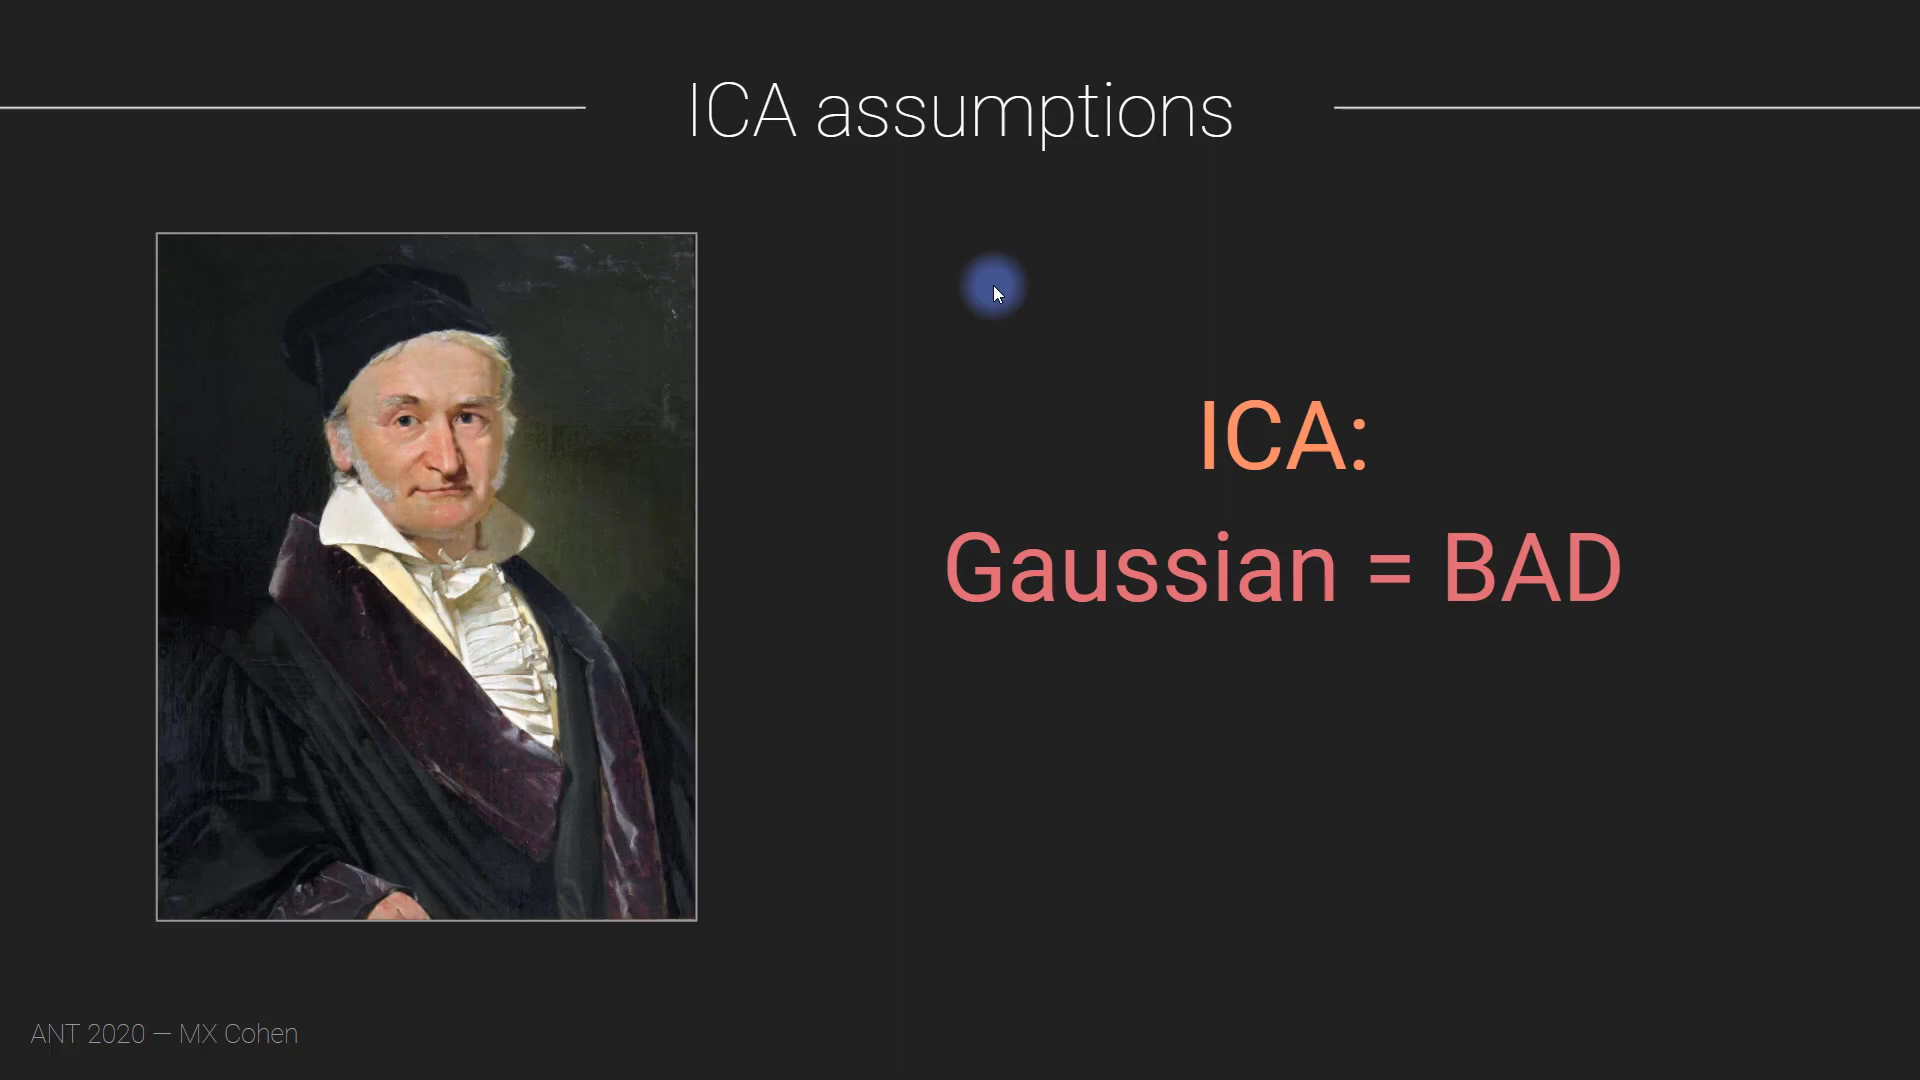 ICA assumptions
ICA:
Gaussian = BAD
ANT 2020 — MX Cohen